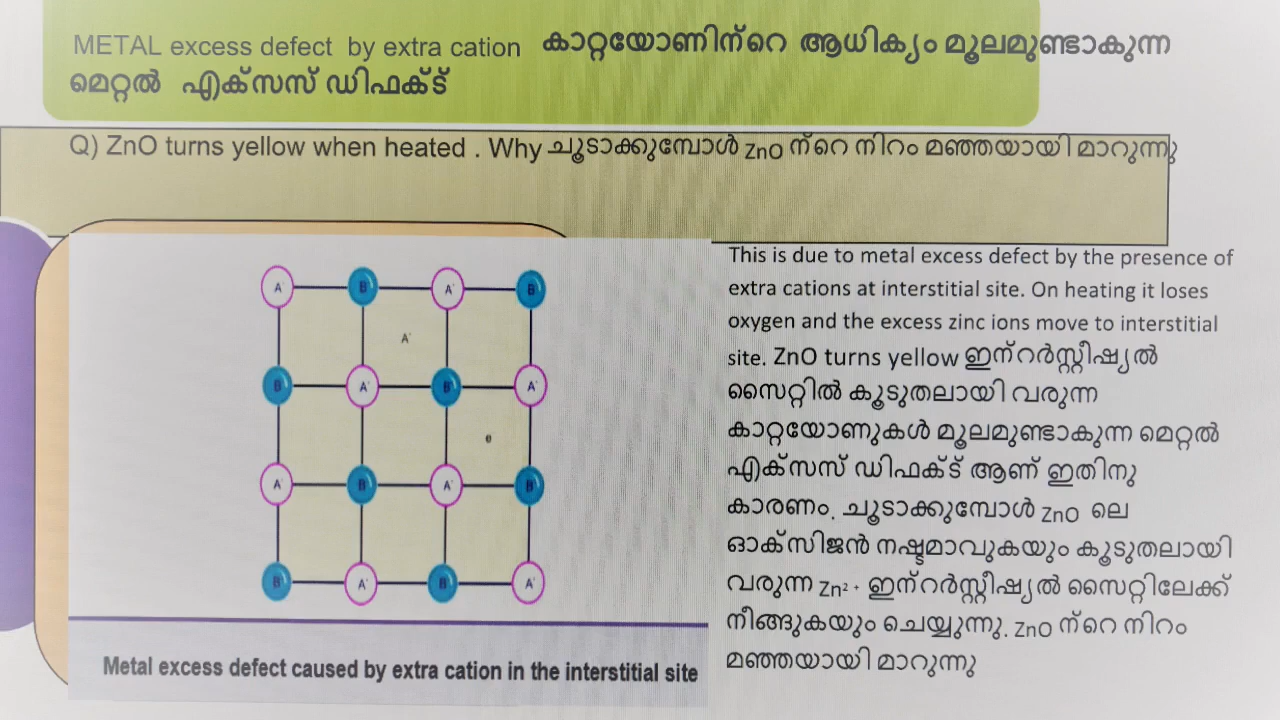 METAL excess defect by extra cation കാറ്റയോണിന്റെ ആധിക്യം മൂലമുണ്ടാകുന്ന
മെറ്റൽ എക്സസ് ഡിഫക്ട്
Q) ZnO turns yellow when heated . Why ചൂടാക്കുമ്പോൾ ZnO ന്റെ നിറം മഞ്ഞയായി മാറുന്നു
A⁺ B⁻ A⁺ B⁻
A⁺
B⁻ A⁺ B⁻ A⁺
e
A⁺ B⁻ A⁺ B⁻
B⁻ A⁺ B⁻ A⁺
Metal excess defect caused by extra cation in the interstitial site
This is due to metal excess defect by the presence of
extra cations at interstitial site. On heating it loses
oxygen and the excess zinc ions move to interstitial
site. ZnO turns yellow ഇന്റർസ്റ്റീഷ്യൽ
സൈറ്റിൽ കൂടുതലായി വരുന്ന
കാറ്റയോണുകൾ മൂലമുണ്ടാകുന്ന മെറ്റൽ
എക്സസ് ഡിഫക്ട് ആണ് ഇതിനു
കാരണം. ചൂടാക്കുമ്പോൾ ZnO ലെ
ഓക്സിജൻ നഷ്ടമാവുകയും കൂടുതലായി
വരുന്ന Zn²⁺ ഇന്റർസ്റ്റീഷ്യൽ സൈറ്റിലേക്ക്
നീങ്ങുകയും ചെയ്യുന്നു. ZnO ന്റെ നിറം
മഞ്ഞയായി മാറുന്നു